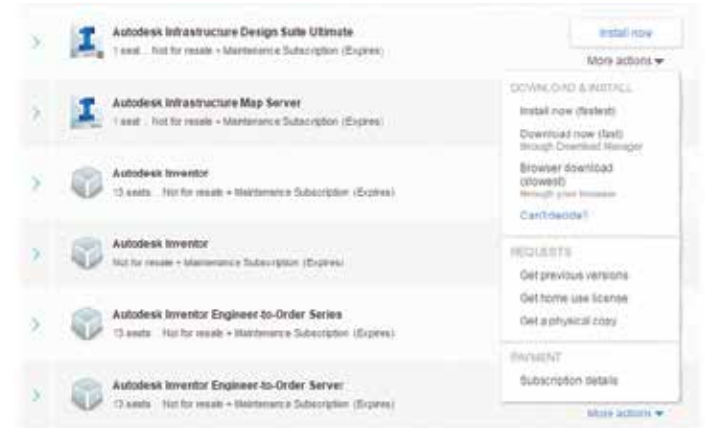 Autodesk Infrastructure Design Suite Ultimate
1 seat .. Not for resale + Maintenance Subscription (Expires)
Install now
More actions
Autodesk Infrastructure Map Server
1 seat .. Not for resale + Maintenance Subscription (Expires)
Autodesk Inventor
13 seats .. Not for resale + Maintenance Subscription (Expires)
Autodesk Inventor
Not for resale + Maintenance Subscription (Expires)
Autodesk Inventor Engineer-to-Order Series
13 seats .. Not for resale + Maintenance Subscription (Expires)
Autodesk Inventor Engineer-to-Order Server
13 seats .. Not for resale + Maintenance Subscription (Expires)
DOWNLOAD & INSTALL
Install now (fastest)
Download now (fast)
through Download Manager
Browser download
(slowest)
through your browser
Can't decide?
REQUESTS
Get previous versions
Get home use license
Get a physical copy
PAYMENT
Subscription details
More actions